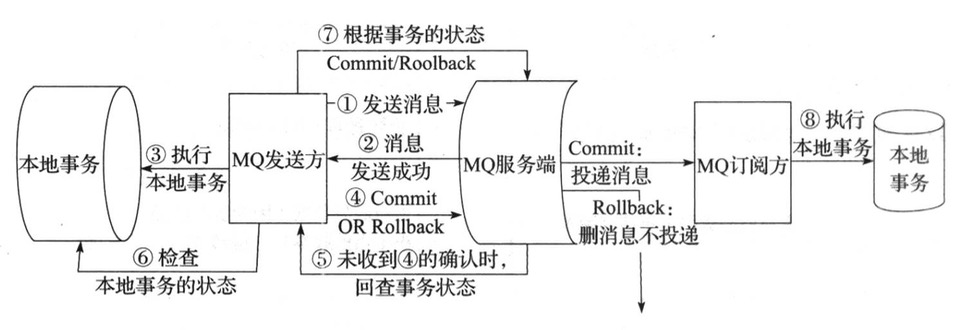 ⑦ 根据事务的状态
Commit/Roolback
① 发送消息
② 消息
发送成功
③ 执行
本地事务
④ Commit
OR Rollback
⑤ 未收到④的确认时，
回查事务状态
⑥ 检查
本地事务的状态
本地事务
MQ发送方
MQ服务端
Commit：
投递消息
Rollback：
删消息不投递
MQ订阅方
⑧ 执行
本地事务
本地
事务